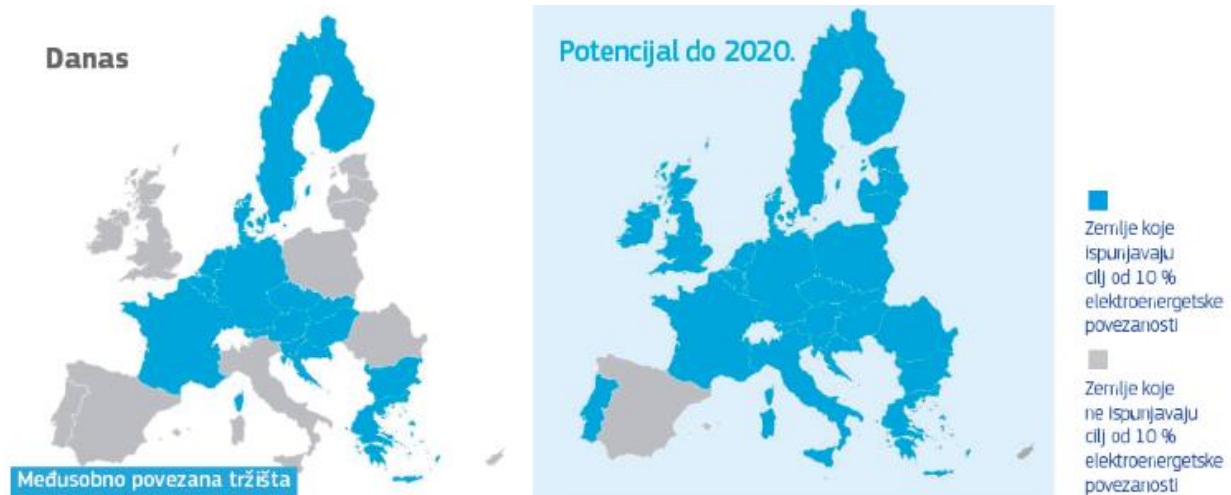 Danas
Međusobno povezana tržišta
Potencijal do 2020.
Zemlje koje
ispunjavaju
cilj od 10 %
elektroenergetske
povezanosti
Zemlje koje
ne ispunjavaju
cilj od 10 %
elektroenergetske
povezanosti